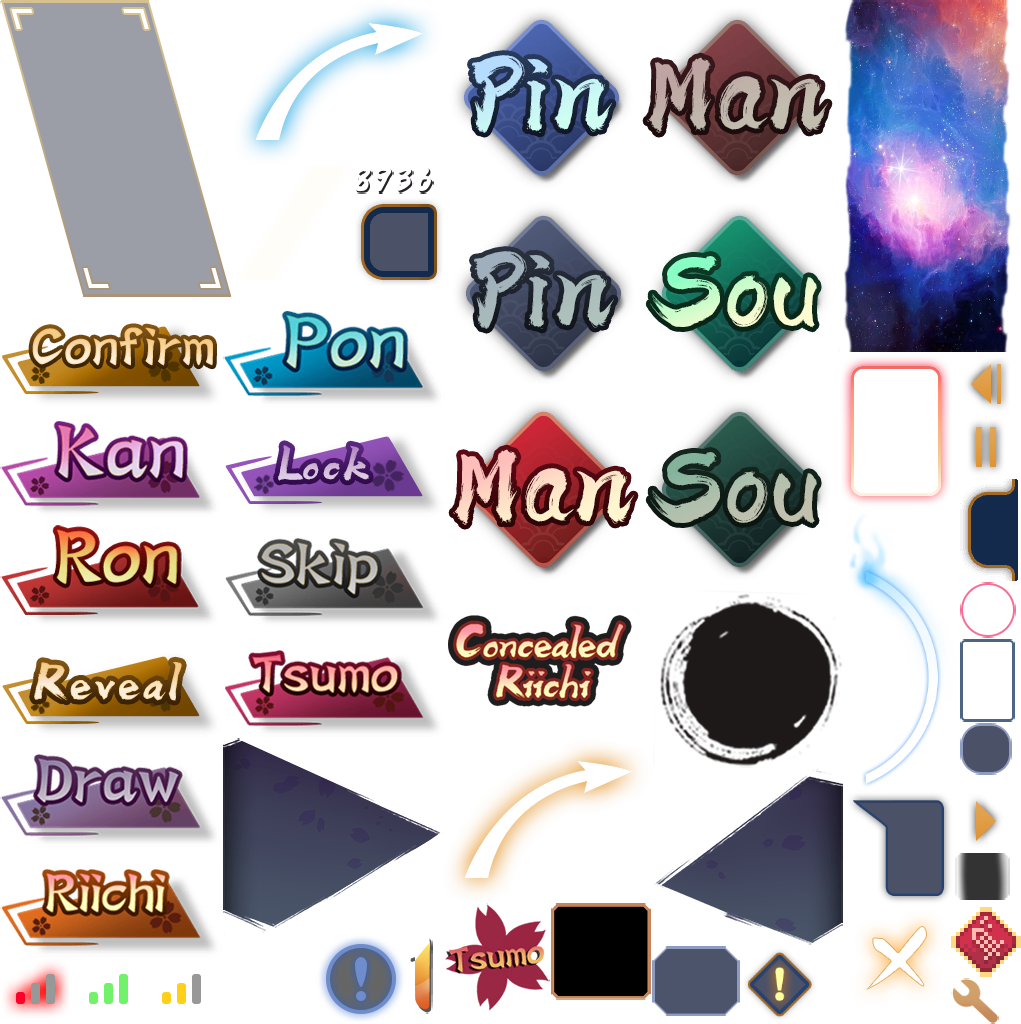 Pin
Man
8936
Pin
Sou
Confirm
Pon
Kan
Lock
Man
Sou
Ron
Skip
Concealed
Riichi
Reveal
Tsumo
Draw
Riichi
Tsumo
!
!